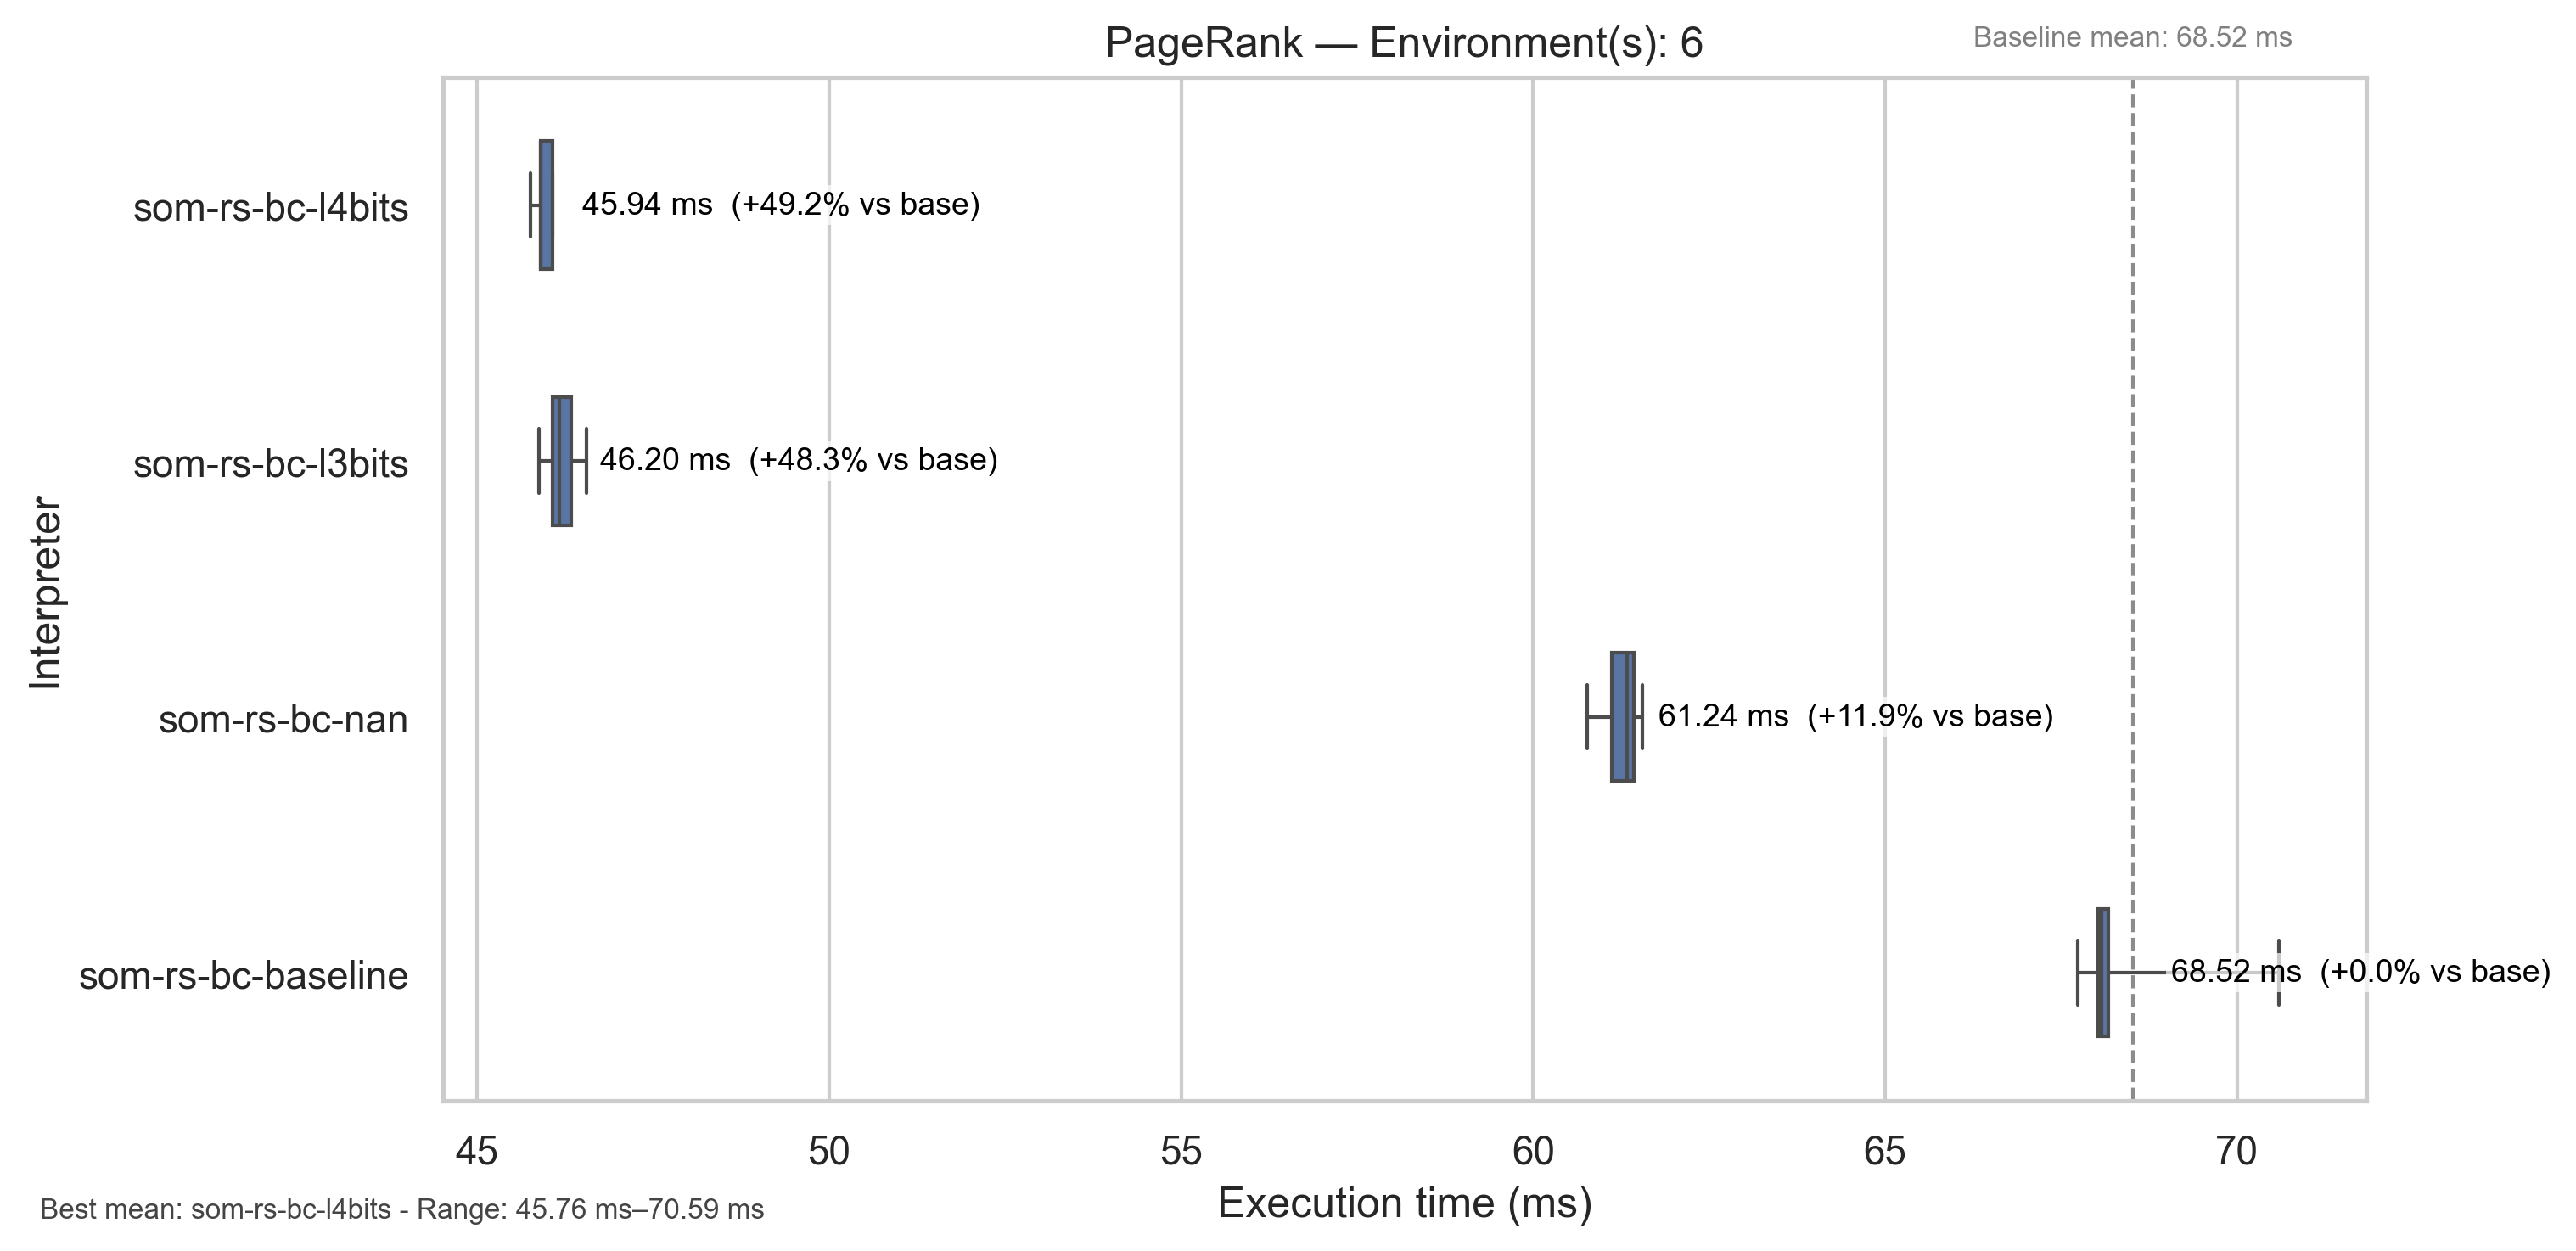 PageRank — Environment(s): 6
Baseline mean: 68.52 ms
Interpreter
som-rs-bc-l4bits
45.94 ms (+49.2% vs base)
som-rs-bc-l3bits
46.20 ms (+48.3% vs base)
som-rs-bc-nan
61.24 ms (+11.9% vs base)
som-rs-bc-baseline
68.52 ms (+0.0% vs base)
45 50 55 60 65 70
Execution time (ms)
Best mean: som-rs-bc-l4bits - Range: 45.76 ms–70.59 ms